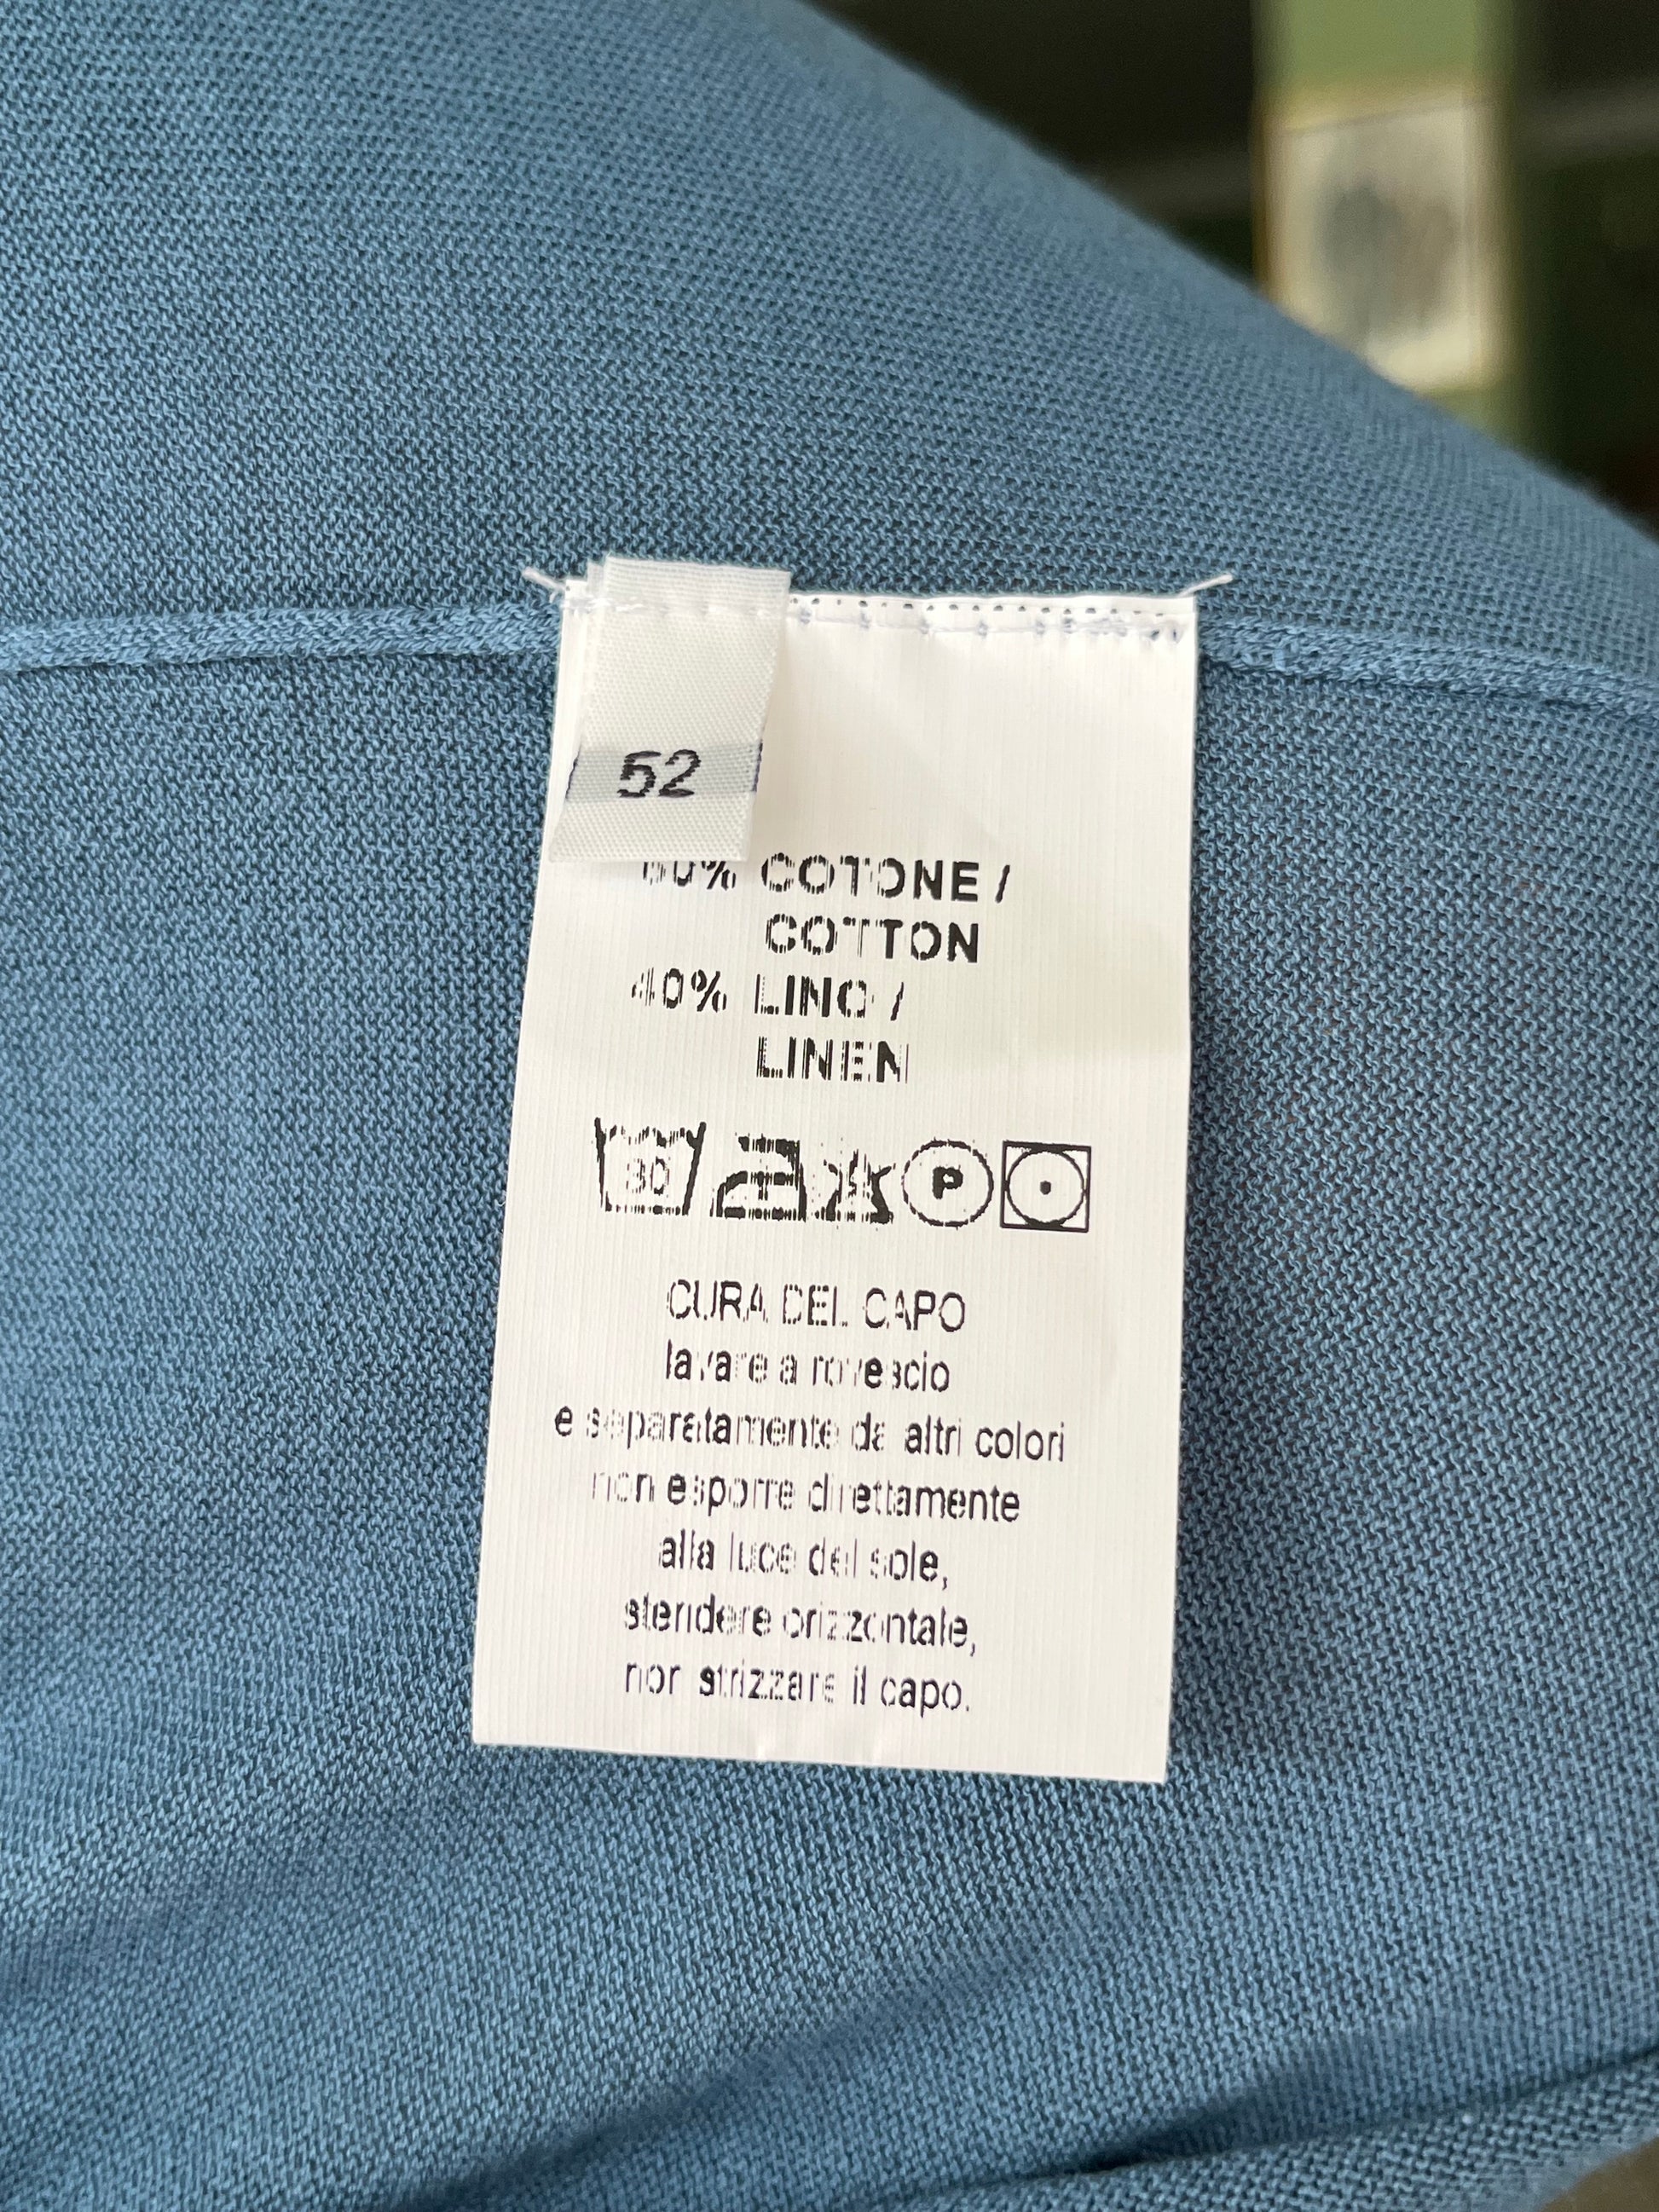 52
60% COTONE /
COTTON
40% LINO /
LINEN
30
P
CURA DEL CAPO
lavare a rovescio
e separatamente da altri colori
non esporre direttamente
alla luce del sole,
stendere orizzontale,
non strizzare il capo.